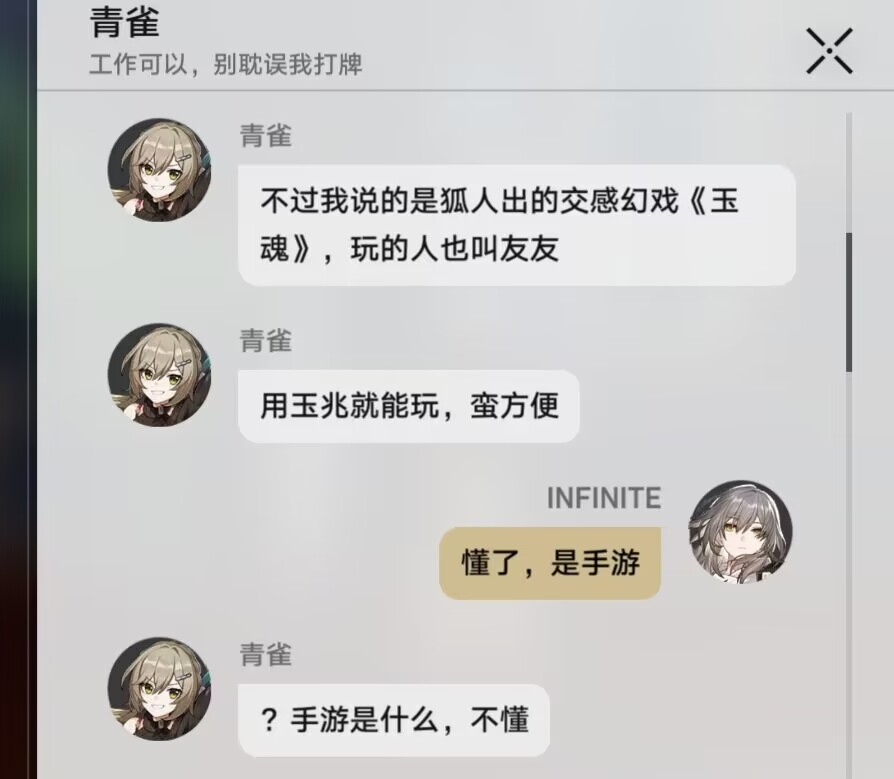 青雀
工作可以，别耽误我打牌
青雀
不过我说的是狐人出的交感幻戏《玉
魂》，玩的人也叫友友
青雀
用玉兆就能玩，蛮方便
INFINITE
懂了，是手游
青雀
？手游是什么，不懂